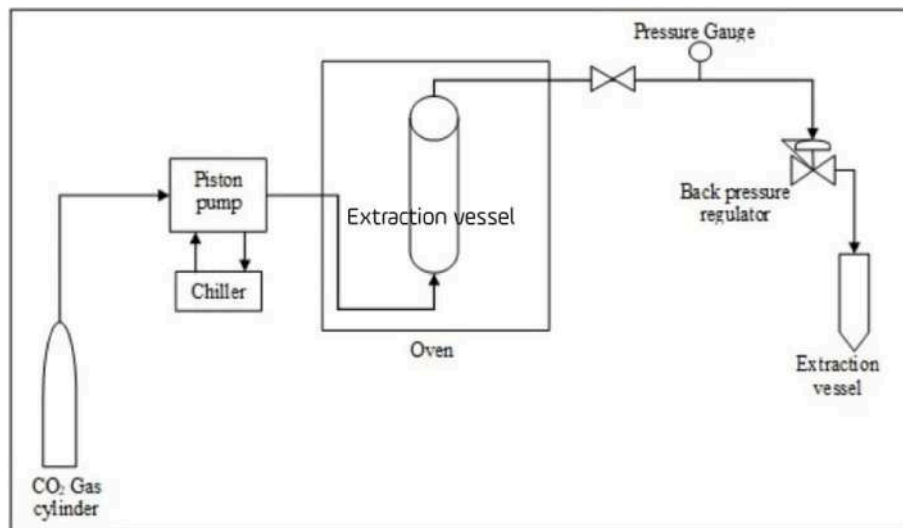 Pressure Gauge
Piston
pump
Extraction vessel
Back pressure
regulator
Chiller
Oven
Extraction
vessel
CO₂ Gas
cylinder